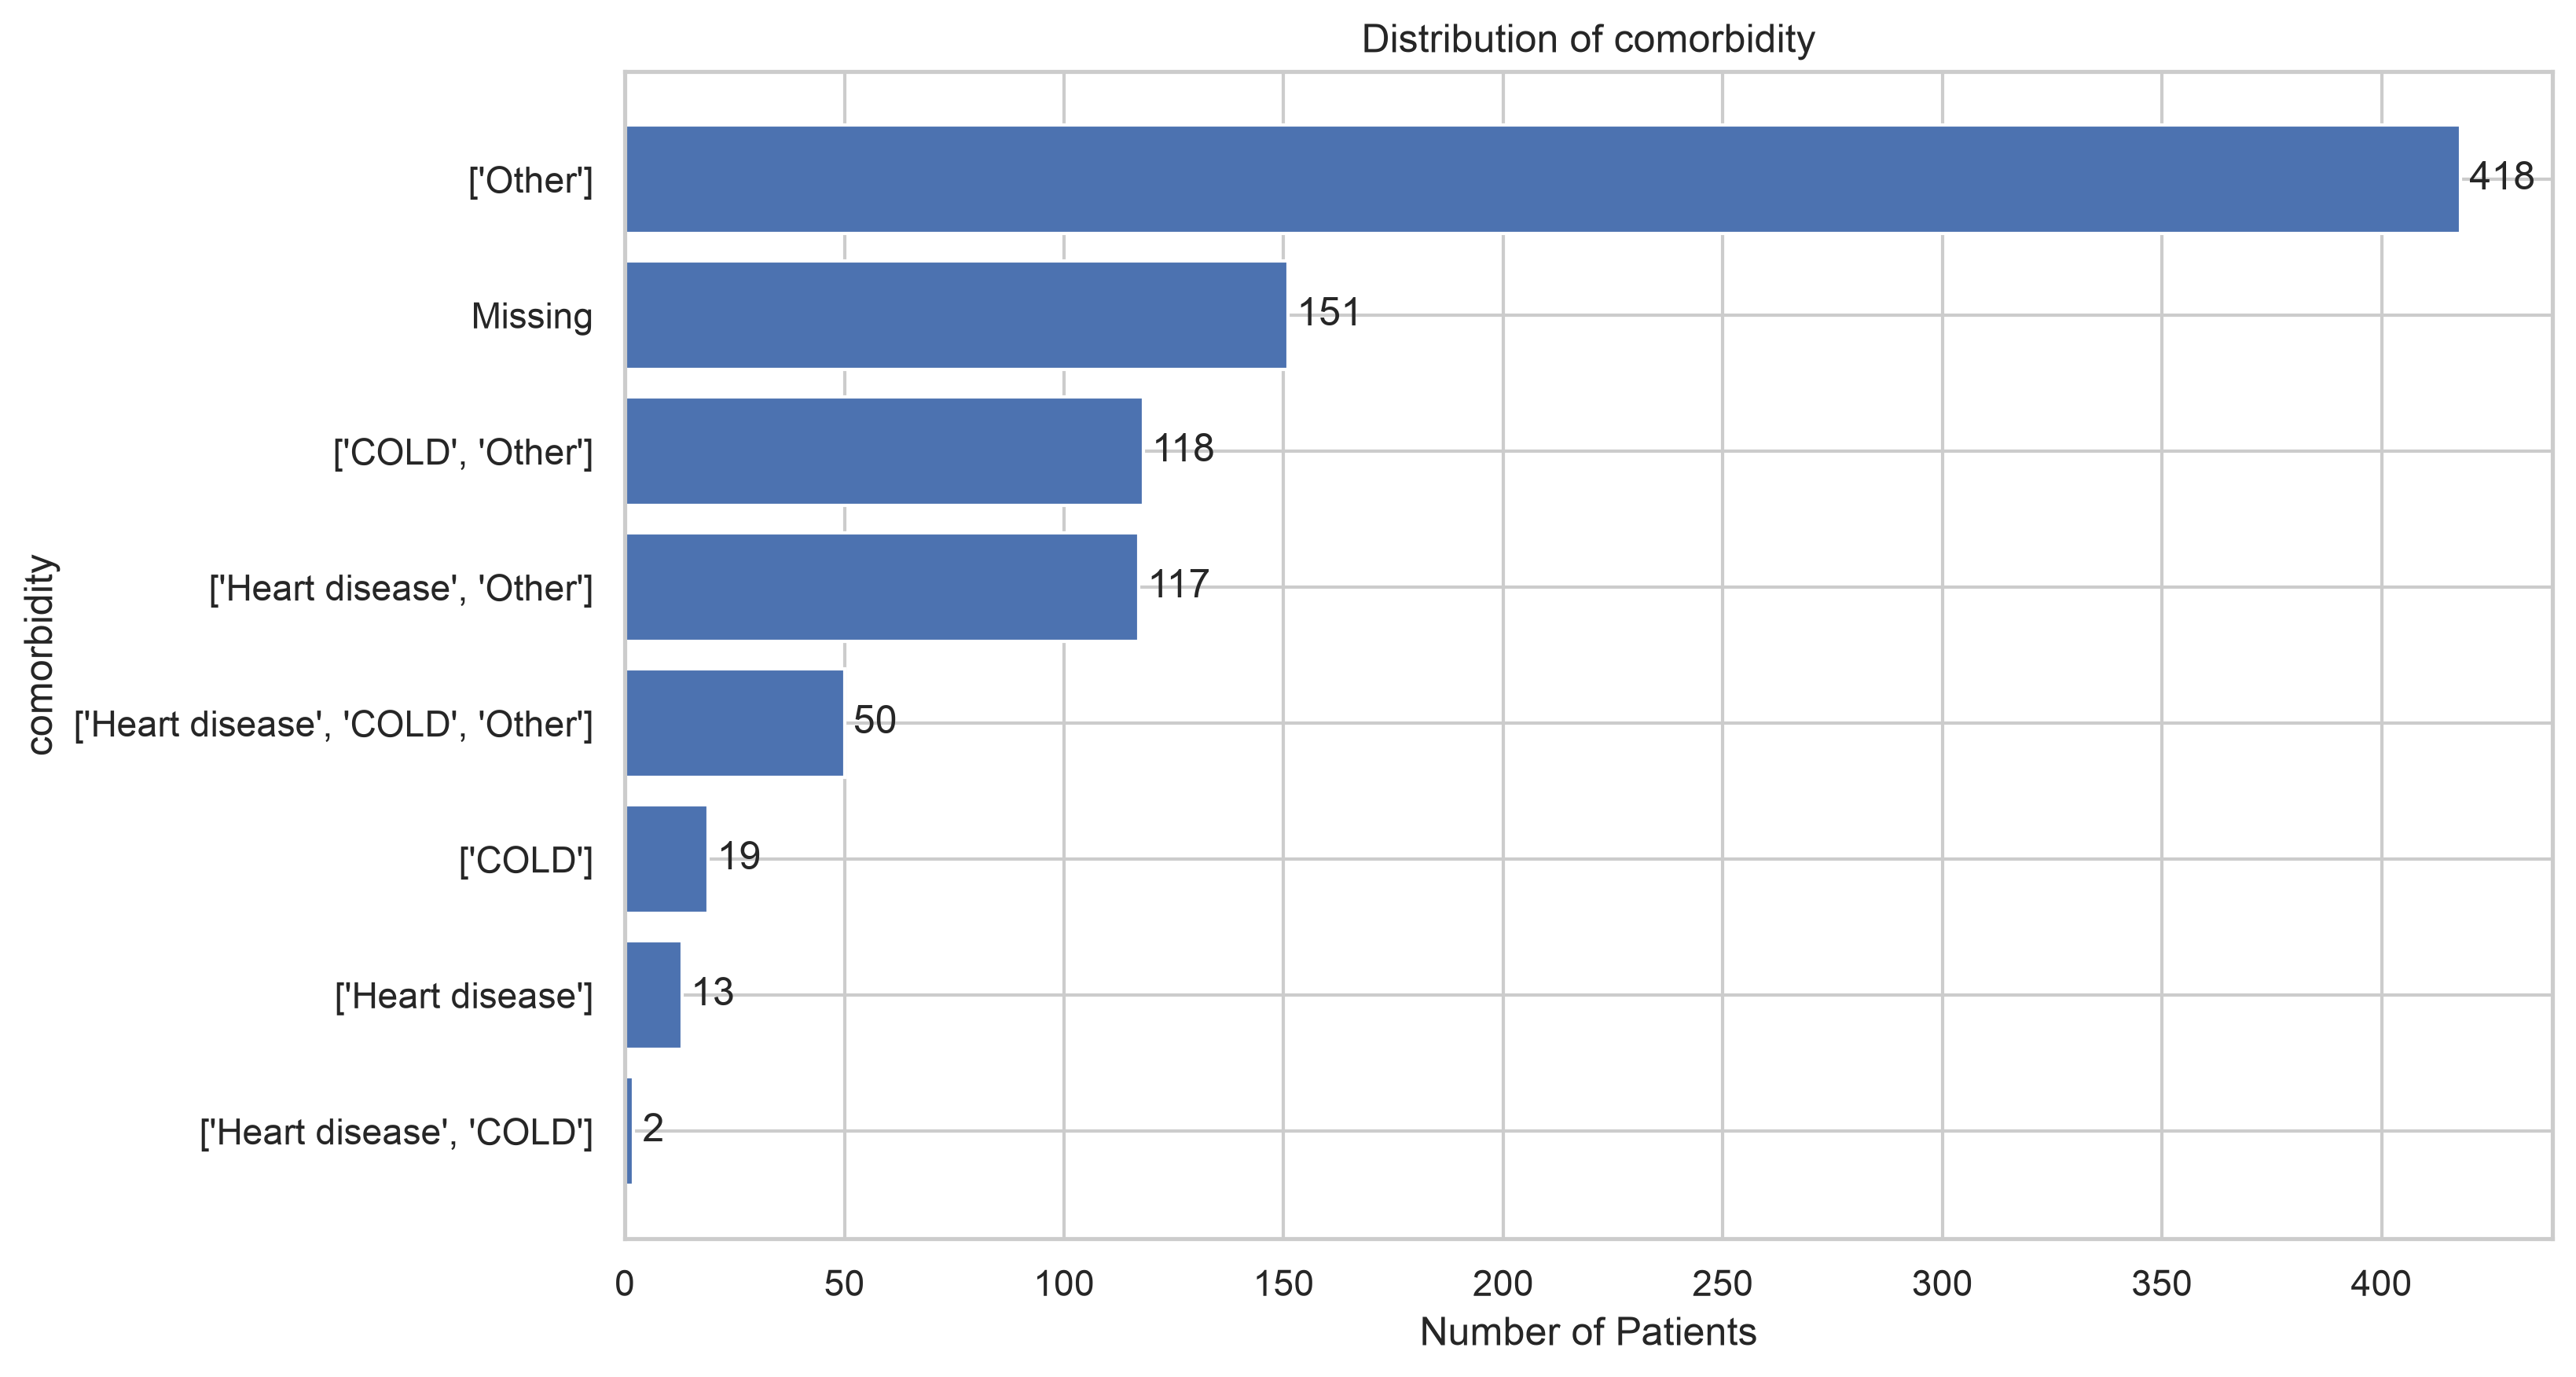 Distribution of comorbidity
['Other'] 418
Missing 151
['COLD', 'Other'] 118
['Heart disease', 'Other'] 117
['Heart disease', 'COLD', 'Other'] 50
['COLD'] 19
['Heart disease'] 13
['Heart disease', 'COLD'] 2
comorbidity
0 50 100 150 200 250 300 350 400
Number of Patients